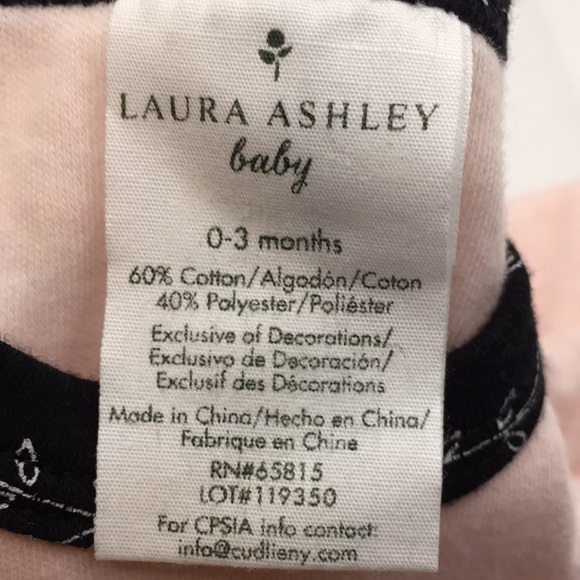 LAURA ASHLEY
baby
0-3 months
60% Cotton/Algodón/Coton
40% Polyester/Poliéster
Exclusive of Decorations/
Exclusivo de Decoración/
Exclusif des Décorations
Made in China/Hecho en China/
Fabrique en Chine
RN#65815
LOT#119350
For CPSIA info contact:
info@cudlieny.com